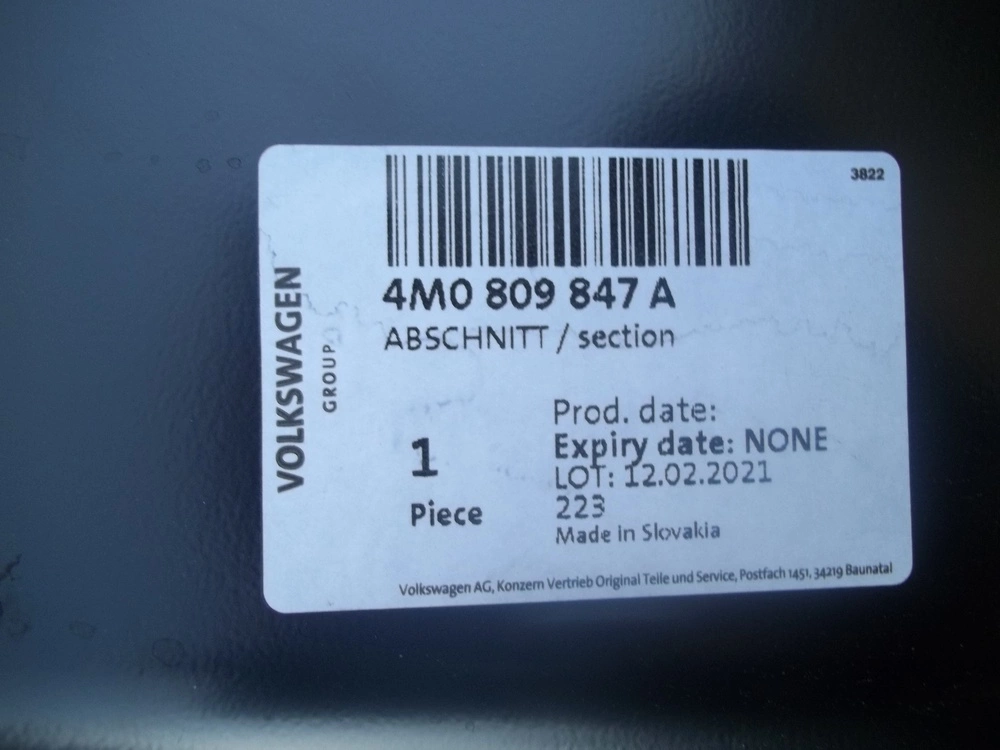 3822
VOLKSWAGEN
GROUP
4M0 809 847 A
ABSCHNITT / section
1
Piece
Prod. date:
Expiry date: NONE
LOT: 12.02.2021
223
Made in Slovakia
Volkswagen AG, Konzern Vertrieb Original Teile und Service, Postfach 1451, 34219 Baunatal